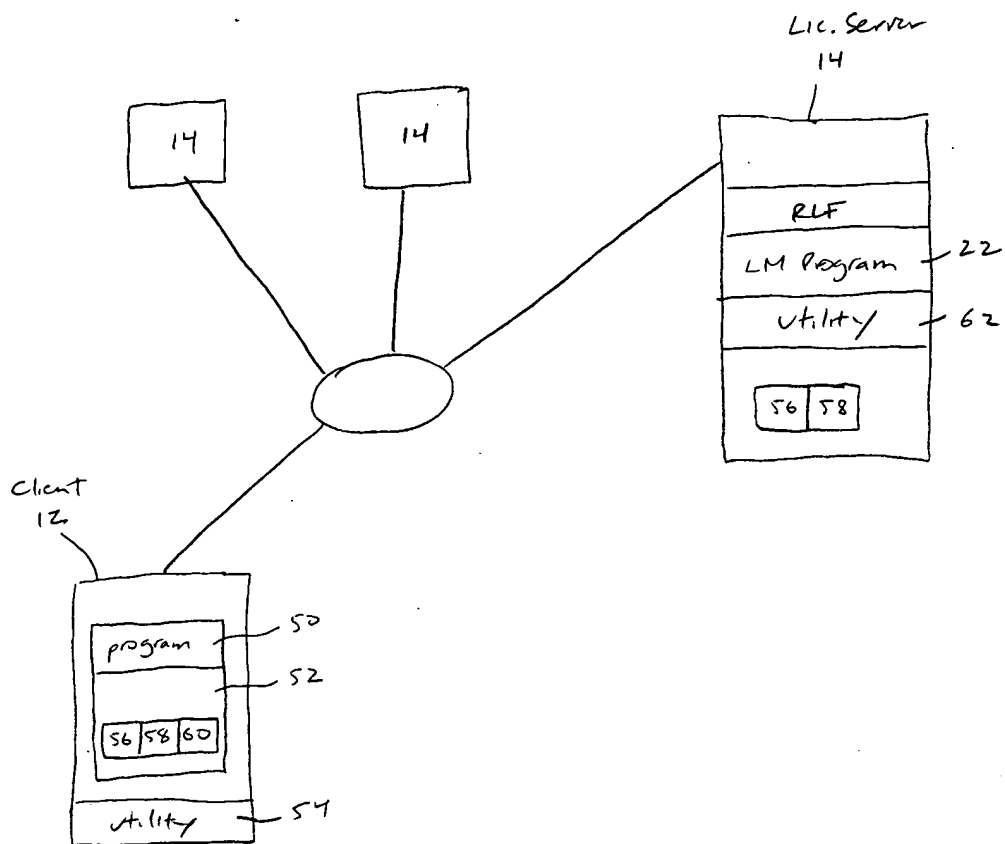 Lic. Server
14
14
14
RLF
LM Program
22
Utility
62
56 58
Client
12
program
50
52
56 58 60
utility
54